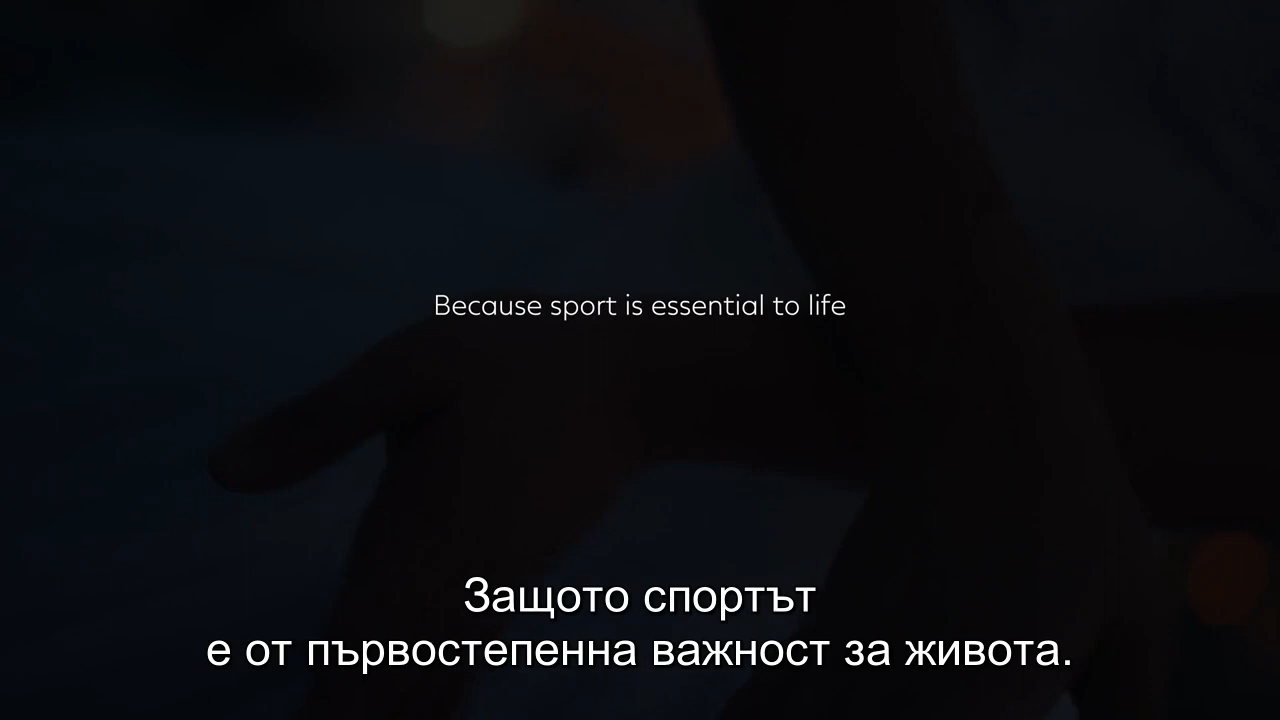 Because sport is essential to life
Защото спортът
е от първостепенна важност за живота.